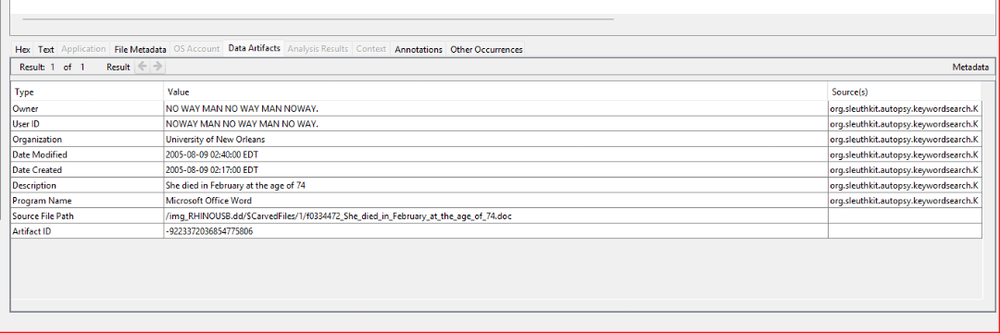 Hex Text Application File Metadata OS Account Data Artifacts Analysis Results Context Annotations Other Occurrences
Result: 1 of 1 Result Metadata
Type Value Source(s)
Owner NO WAY MAN NO WAY MAN NOWAY. org.sleuthkit.autopsy.keywordsearch.K
User ID NOWAY MAN NO WAY MAN NO WAY. org.sleuthkit.autopsy.keywordsearch.K
Organization University of New Orleans org.sleuthkit.autopsy.keywordsearch.K
Date Modified 2005-08-09 02:40:00 EDT org.sleuthkit.autopsy.keywordsearch.K
Date Created 2005-08-09 02:17:00 EDT org.sleuthkit.autopsy.keywordsearch.K
Description She died in February at the age of 74 org.sleuthkit.autopsy.keywordsearch.K
Program Name Microsoft Office Word org.sleuthkit.autopsy.keywordsearch.K
Source File Path /img_RHINOUSB.dd/$CarvedFiles/1/f0334472_She_died_in_February_at_the_age_of_74.doc
Artifact ID -9223372036854775806